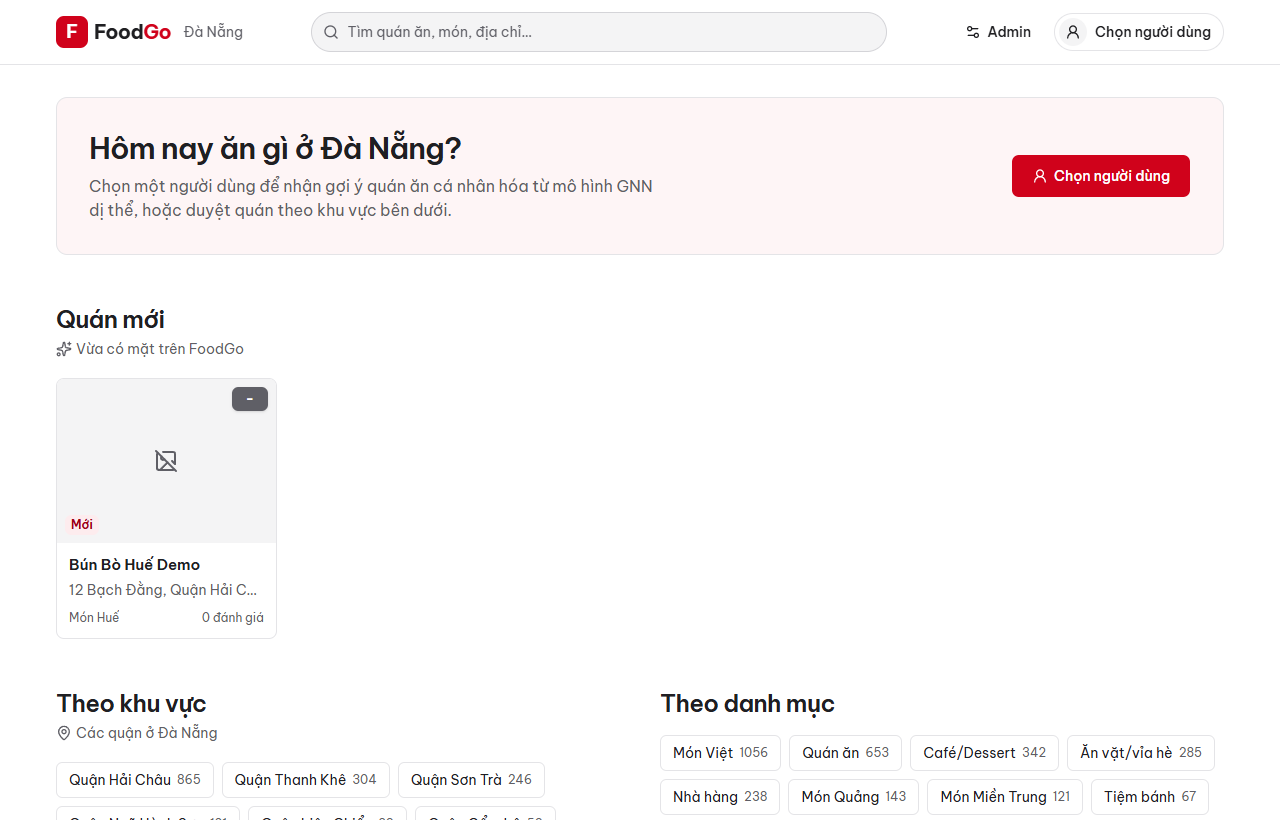 F FoodGo Đà Nẵng
Tìm quán ăn, món, địa chỉ...
Admin
Chọn người dùng
Hôm nay ăn gì ở Đà Nẵng?
Chọn một người dùng để nhận gợi ý quán ăn cá nhân hóa từ mô hình GNN
dị thể, hoặc duyệt quán theo khu vực bên dưới.
Chọn người dùng
Quán mới
Vừa có mặt trên FoodGo
-
Mới
Bún Bò Huế Demo
12 Bạch Đằng, Quận Hải C...
Món Huế 0 đánh giá
Theo khu vực
Các quận ở Đà Nẵng
Quận Hải Châu 865
Quận Thanh Khê 304
Quận Sơn Trà 246
Theo danh mục
Món Việt 1056
Quán ăn 653
Café/Dessert 342
Ăn vặt/vỉa hè 285
Nhà hàng 238
Món Quảng 143
Món Miền Trung 121
Tiệm bánh 67